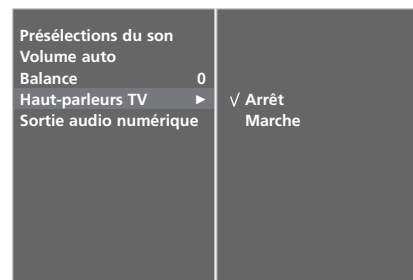 Présélections du son
Volume auto
Balance 0
Haut-parleurs TV ►
Sortie audio numérique
√ Arrêt
Marche